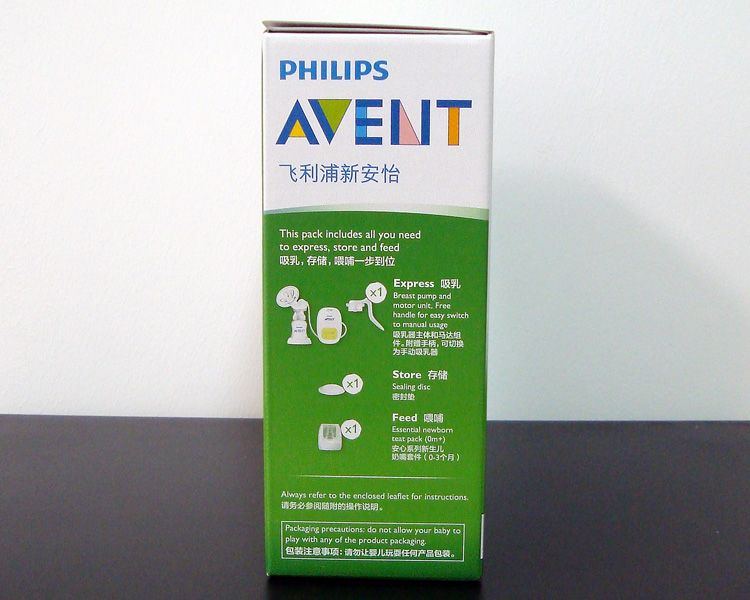 PHILIPS
AVENT
飞利浦新安怡
This pack includes all you need
to express, store and feed
吸乳，存储，喂哺一步到位
Express 吸乳
x1
Breast pump and
motor unit, Free
handle for easy switch
to manual usage
吸乳器主体和马达组
件。附赠手柄，可切换
为手动吸乳器
Store 存储
x1
Sealing disc
密封垫
Feed 喂哺
x1
Essential newborn
teat pack (0m+)
安心系列新生儿
奶嘴套件（0-3个月）
Always refer to the enclosed leaflet for instructions.
请务必参阅随附的操作说明。
Packaging precautions: do not allow your baby to
play with any of the product packaging.
包装注意事项：请勿让婴儿玩耍任何产品包装。